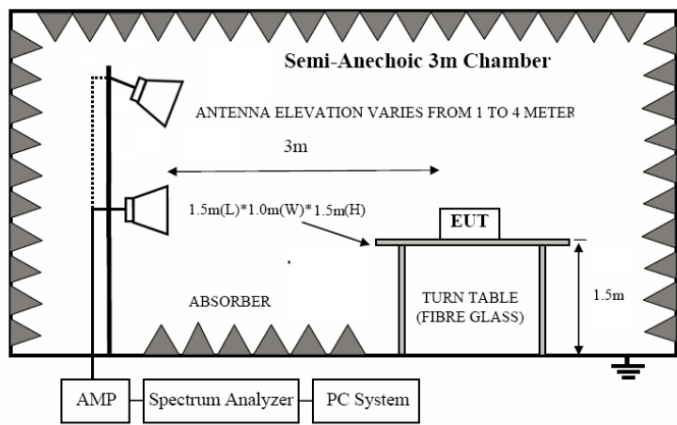 Semi-Anechoic 3m Chamber
ANTENNA ELEVATION VARIES FROM 1 TO 4 METER
3m
1.5m(L)*1.0m(W)*1.5m(H)
EUT
ABSORBER
TURN TABLE
(FIBRE GLASS)
1.5m
AMP
Spectrum Analyzer
PC System